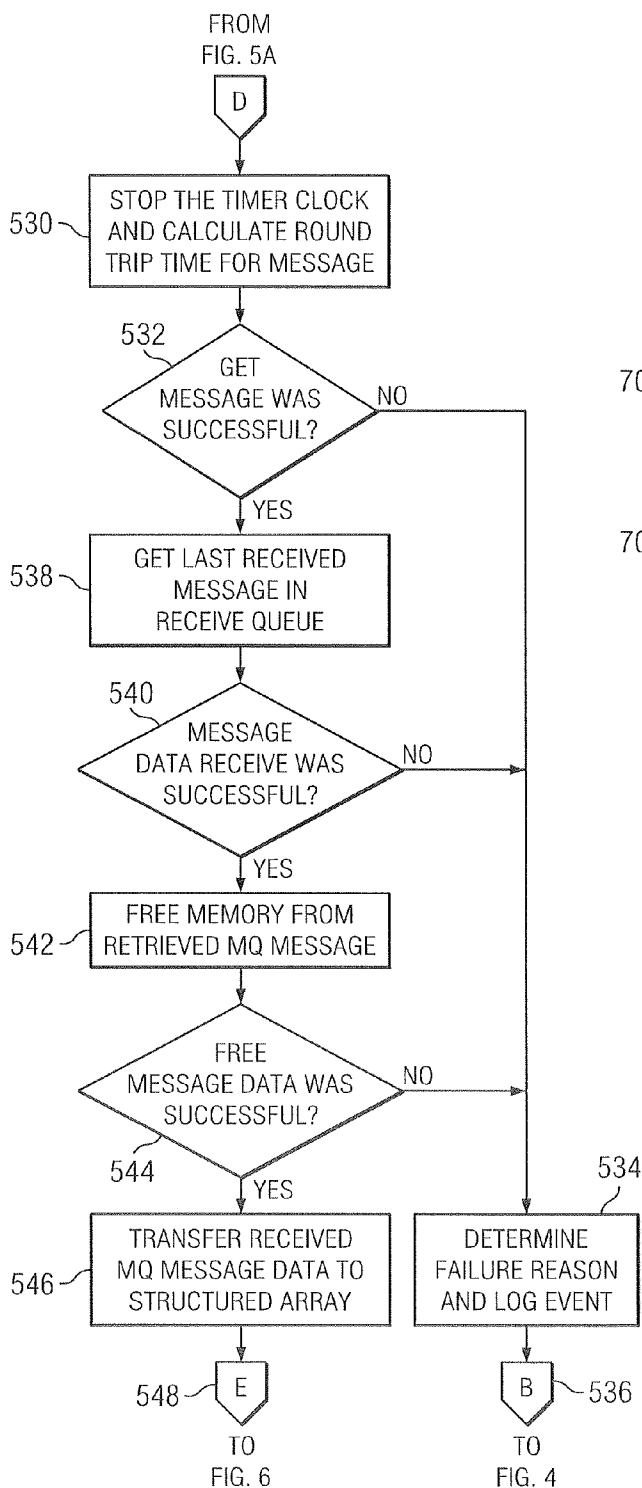 FROM
FIG. 5A
D
530
STOP THE TIMER CLOCK
AND CALCULATE ROUND
TRIP TIME FOR MESSAGE
532
GET
MESSAGE WAS
SUCCESSFUL?
NO
70
YES
538
GET LAST RECEIVED
MESSAGE IN
RECEIVE QUEUE
70
540
MESSAGE
DATA RECEIVE WAS
SUCCESSFUL?
NO
YES
542
FREE MEMORY FROM
RETRIEVED MQ MESSAGE
FREE
MESSAGE DATA WAS
SUCCESSFUL?
NO
544
YES
534
546
TRANSFER RECEIVED
MQ MESSAGE DATA TO
STRUCTURED ARRAY
DETERMINE
FAILURE REASON
AND LOG EVENT
548
E
B
536
TO
FIG. 6
TO
FIG. 4